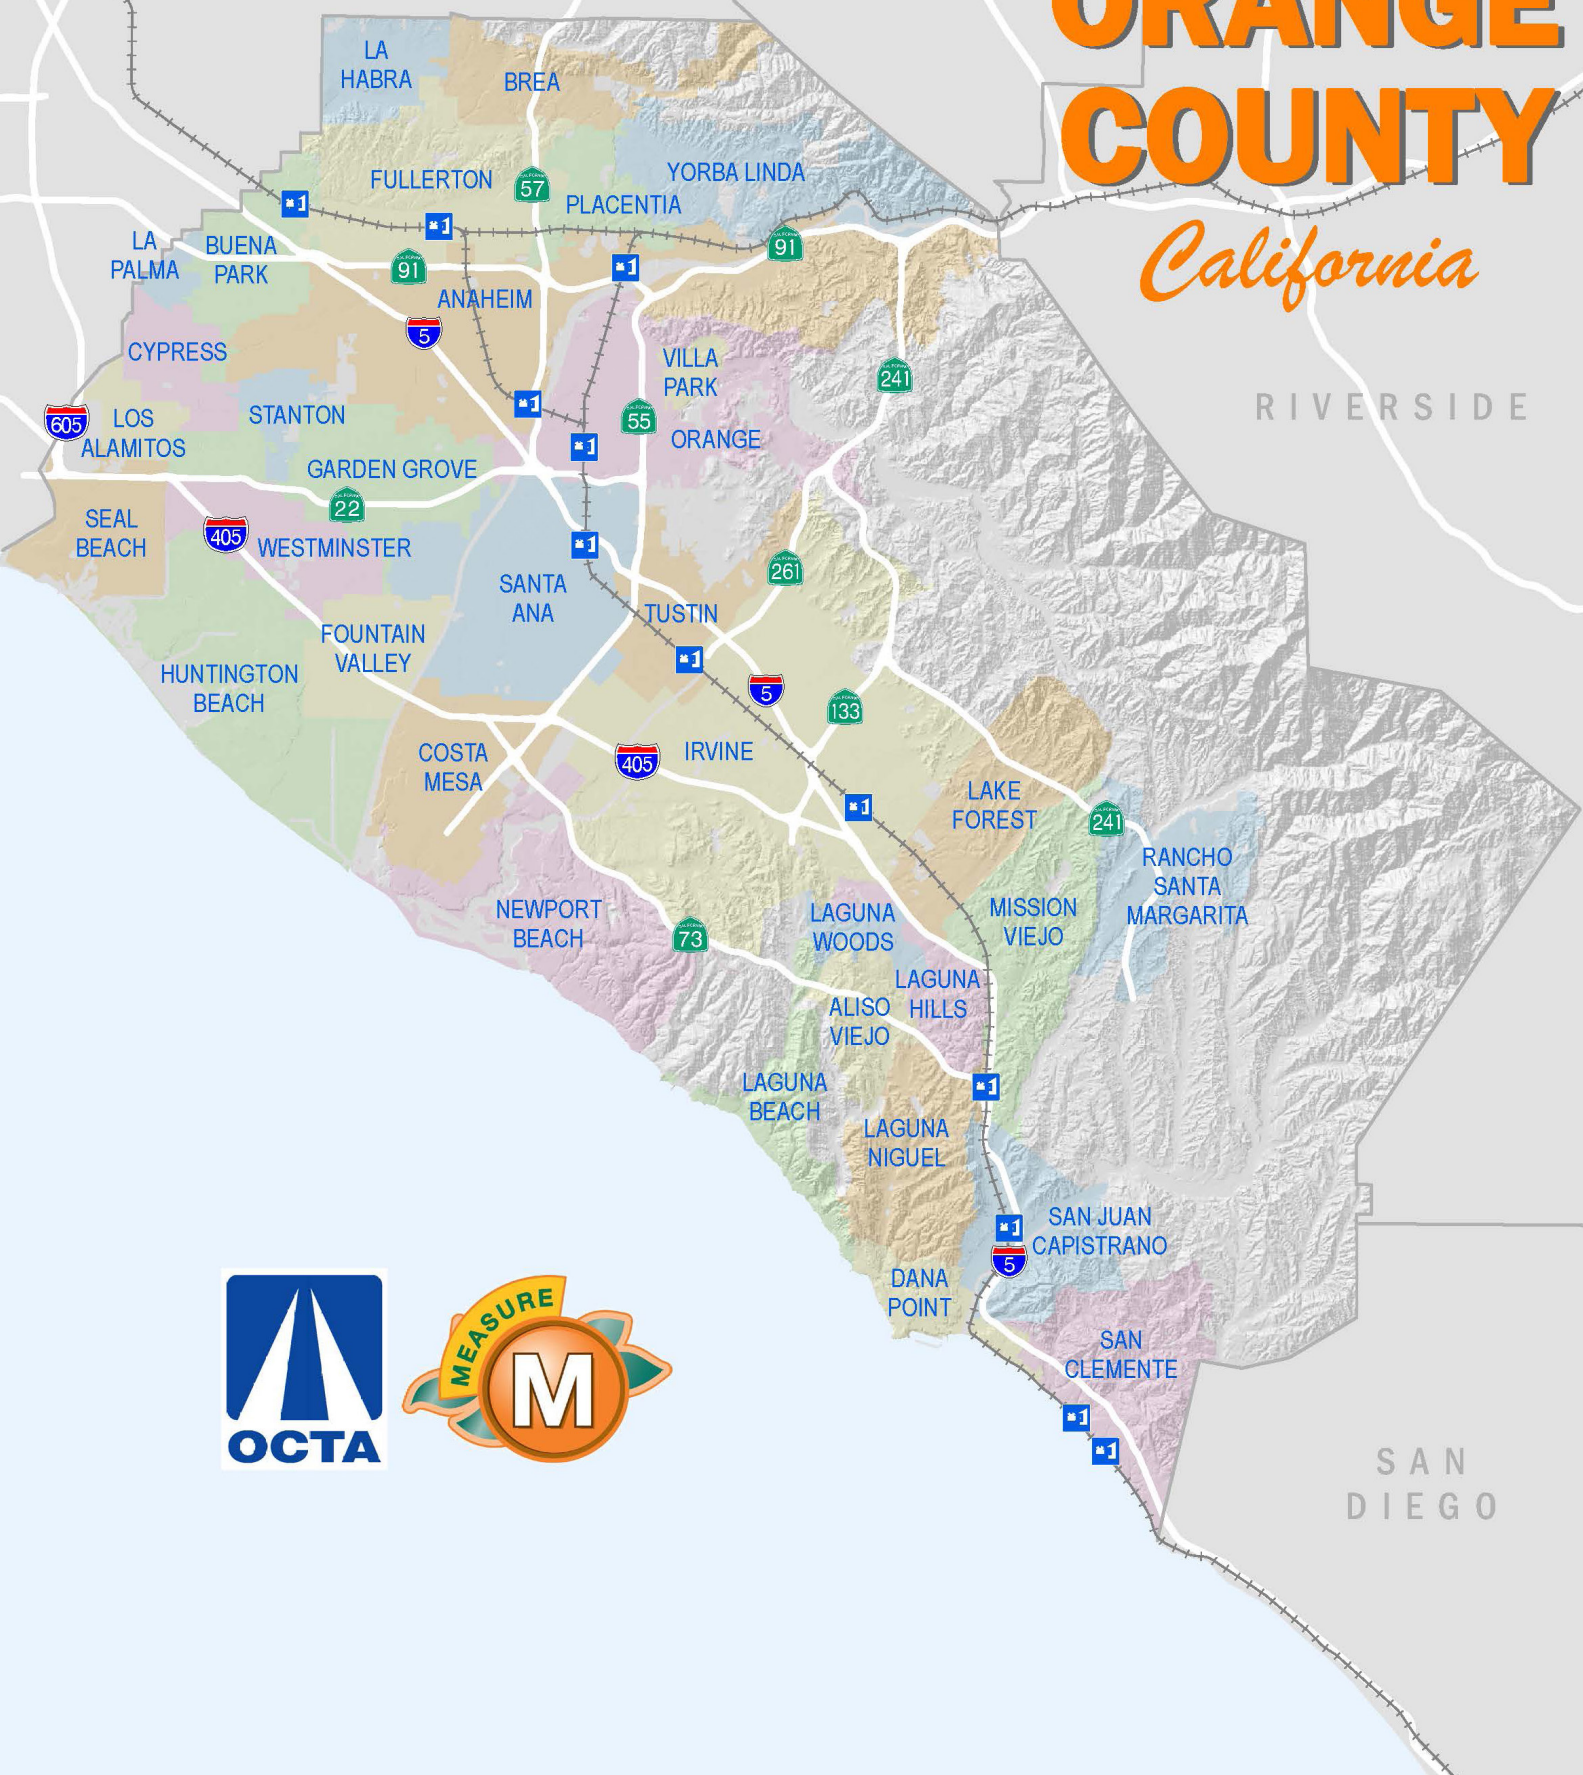 ORANGE
COUNTY
California
LA
HABRA
BREA
FULLERTON
57
PLACENTIA
YORBA LINDA
LA
PALMA
BUENA
PARK
91
91
ANAHEIM
5
CYPRESS
VILLA
PARK
241
RIVERSIDE
605
LOS
ALAMITOS
STANTON
55
ORANGE
GARDEN GROVE
22
SEAL
BEACH
405
WESTMINSTER
261
SANTA
ANA
TUSTIN
FOUNTAIN
VALLEY
HUNTINGTON
BEACH
5
133
COSTA
MESA
405
IRVINE
LAKE
FOREST
241
RANCHO
SANTA
MARGARITA
NEWPORT
BEACH
73
LAGUNA
WOODS
MISSION
VIEJO
LAGUNA
HILLS
ALISO
VIEJO
LAGUNA
BEACH
LAGUNA
NIGUEL
SAN JUAN
CAPISTRANO
5
DANA
POINT
SAN
CLEMENTE
OCTA
MEASURE
M
SAN
DIEGO